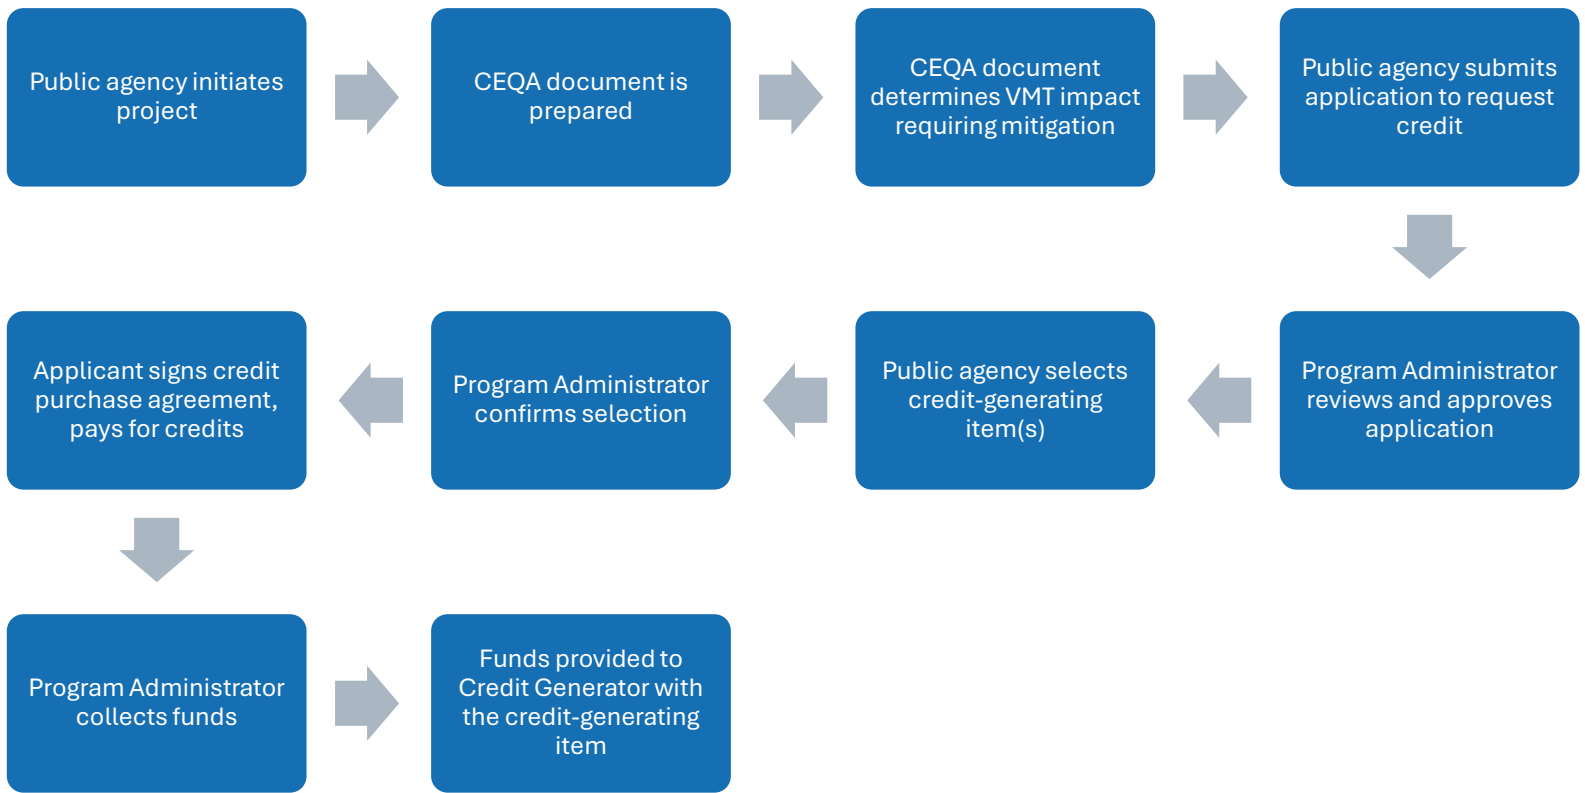 Public agency initiates
project
CEQA document is
prepared
CEQA document
determines VMT impact
requiring mitigation
Public agency submits
application to request
credit
Program Administrator
reviews and approves
application
Public agency selects
credit-generating
item(s)
Program Administrator
confirms selection
Applicant signs credit
purchase agreement,
pays for credits
Program Administrator
collects funds
Funds provided to
Credit Generator with
the credit-generating
item